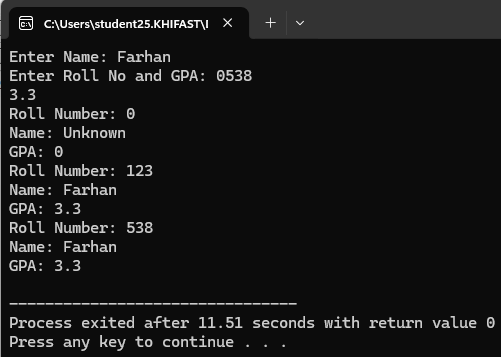 C:\Users\student25.KHIFAST\I
Enter Name: Farhan
Enter Roll No and GPA: 0538
3.3
Roll Number: 0
Name: Unknown
GPA: 0
Roll Number: 123
Name: Farhan
GPA: 3.3
Roll Number: 538
Name: Farhan
GPA: 3.3
--------------------------------
Process exited after 11.51 seconds with return value 0
Press any key to continue . . .